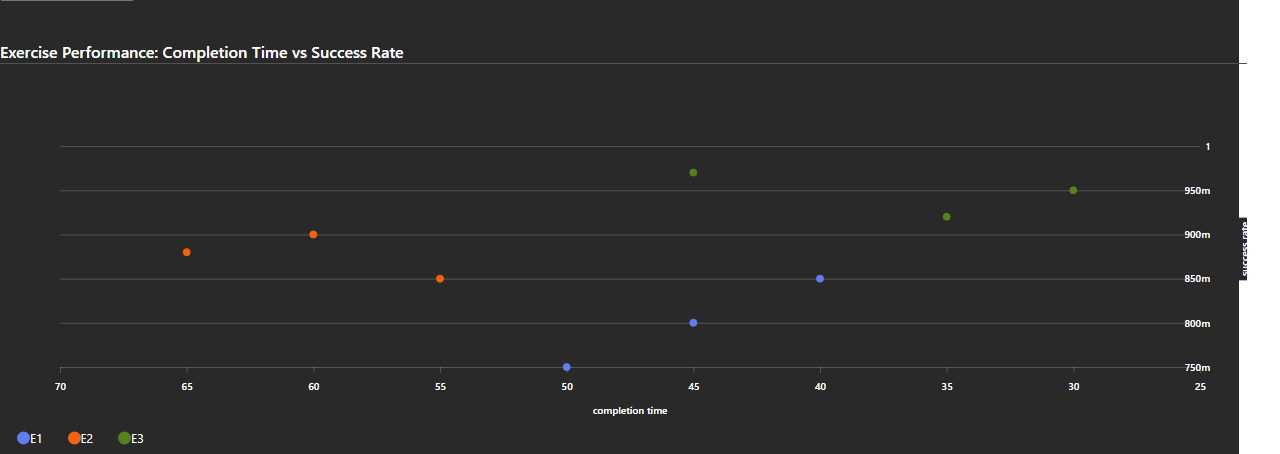 Exercise Performance: Completion Time vs Success Rate
1
950m
900m
850m
800m
750m
success rate
70 65 60 55 50 45 40 35 30 25
completion time
E1 E2 E3